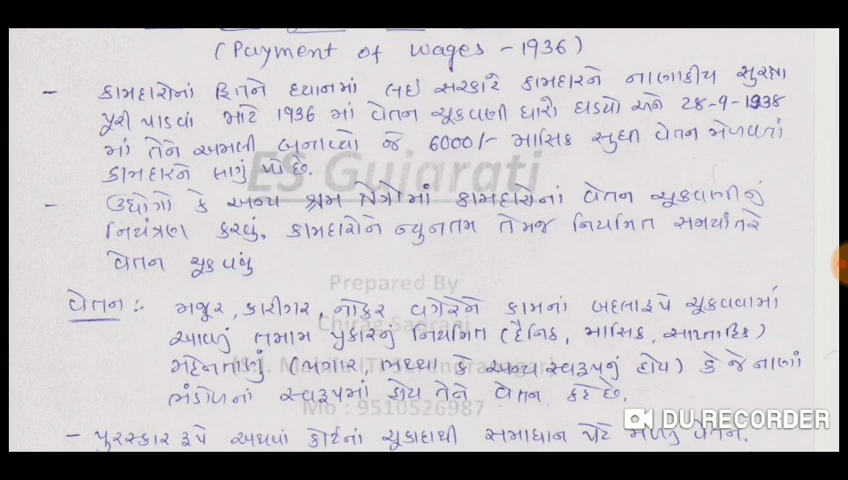 (Payment of wages - 1936)
- કામદારોનાં હિતને ધ્યાનમાં લઇ સરકારે કામદારને નાણાકીય સુરક્ષા
પુરી પાડવા માટે 1936 માં વેતન ચૂકવણી ધારો ઘડયો અને 28-9-1938
માં તેને અમલી બનાવ્યો જે 6000/- માસિક સુધી વેતન મેળવતાં
કામદારને લાગું પડે છે.
- ઉધોગો કે અન્ય શ્રમ ક્ષેત્રોમાં કામદારોનાં વેતન ચૂકવણીનું
નિયંત્રણ કરવું. કામદારોને ન્યુનતમ તેમજ નિયમિત સમયાંતરે
વેતન ચૂકવવું
ES Gujarati
Prepared By
વેતન :- મજૂર, કારીગર, નોકર વગેરેને કામનાં બદલારૂપે ચૂકવવામાં
આવતું તમામ પ્રકારનું નિયમિત (દૈનિક, માસિક, સાપ્તાહિક)
મહેનતાણું (પગાર, ભથ્થા કે અન્ય સ્વરૂપનું હોય) કે જે નાણાં
ભંડોળનાં સ્વરૂપમાં હોય તેને વેતન કહે છે.
Mo : 9510526987
DU RECORDER
- પુરસ્કાર રૂપે અથવા કોર્ટનાં ચૂકાદાથી સમાધાન પેટે મળતું વેતન.